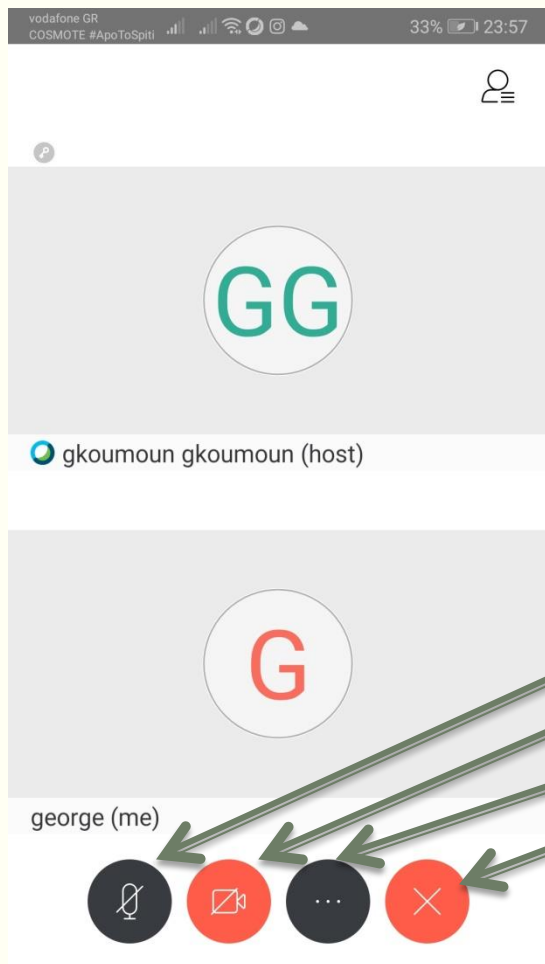 vodafone GR
COSMOTE #ApoToSpiti
33% 23:57
GG
gkoumoun gkoumoun (host)
G
george (me)